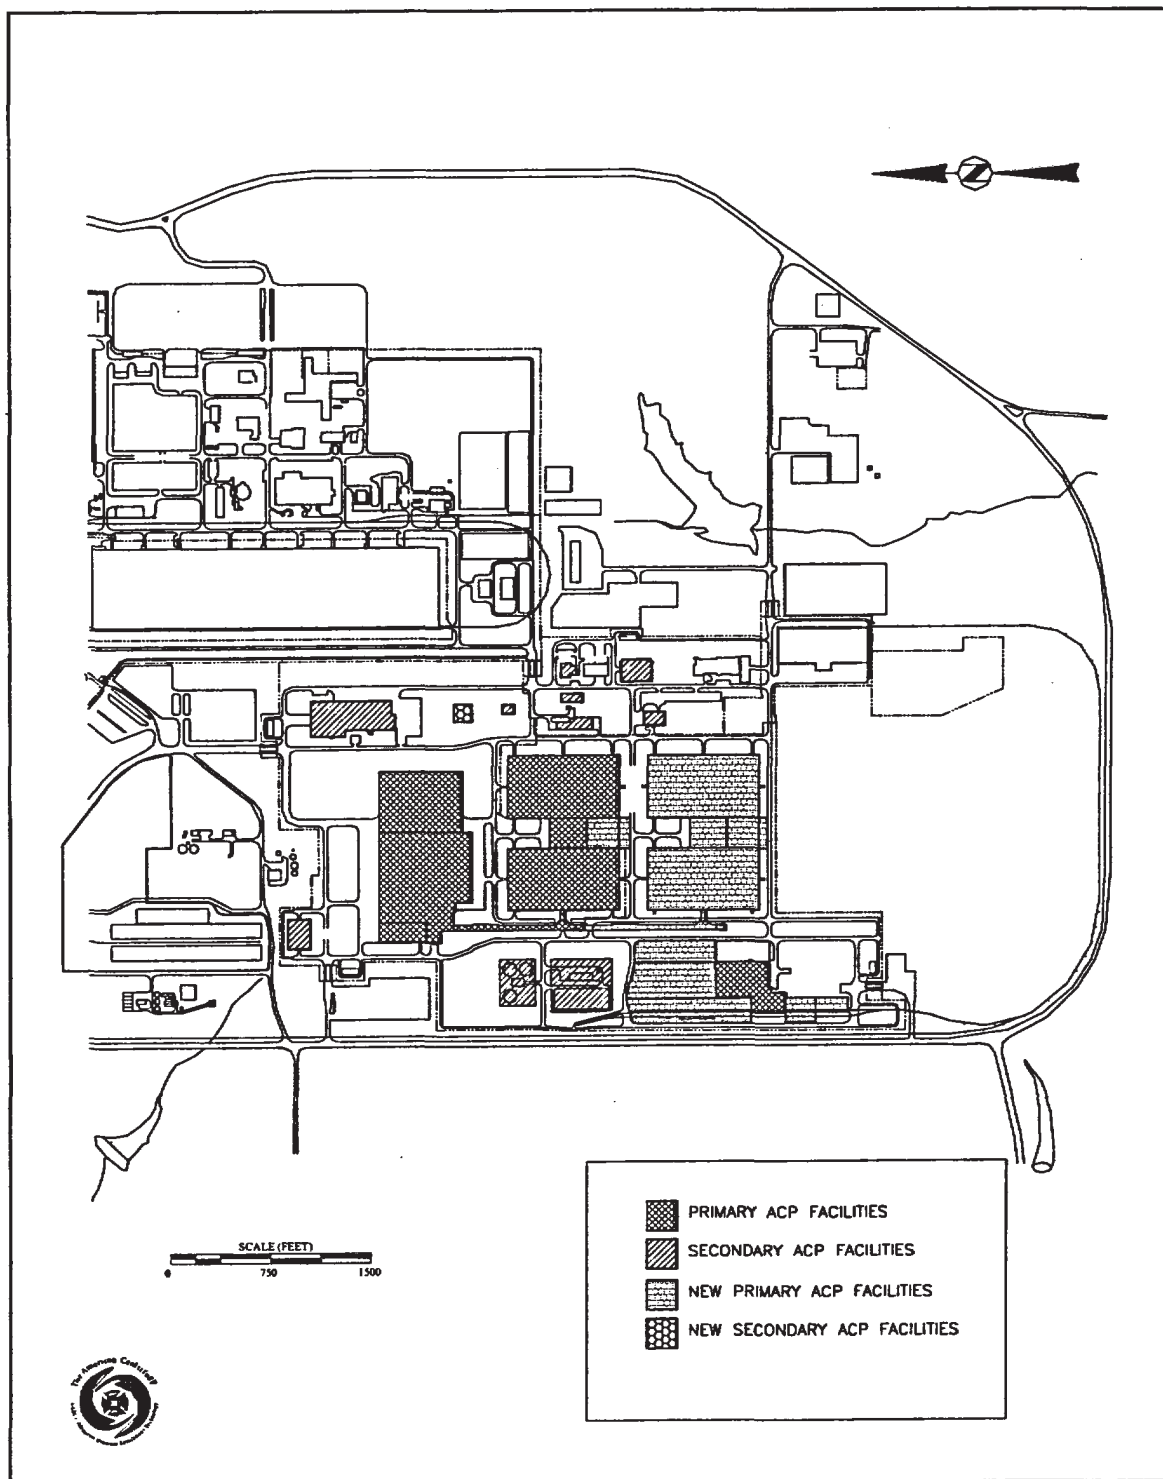 N
PRIMARY ACP FACILITIES
SECONDARY ACP FACILITIES
NEW PRIMARY ACP FACILITIES
NEW SECONDARY ACP FACILITIES
SCALE (FEET)
0 750 1500
The American Centrifuge